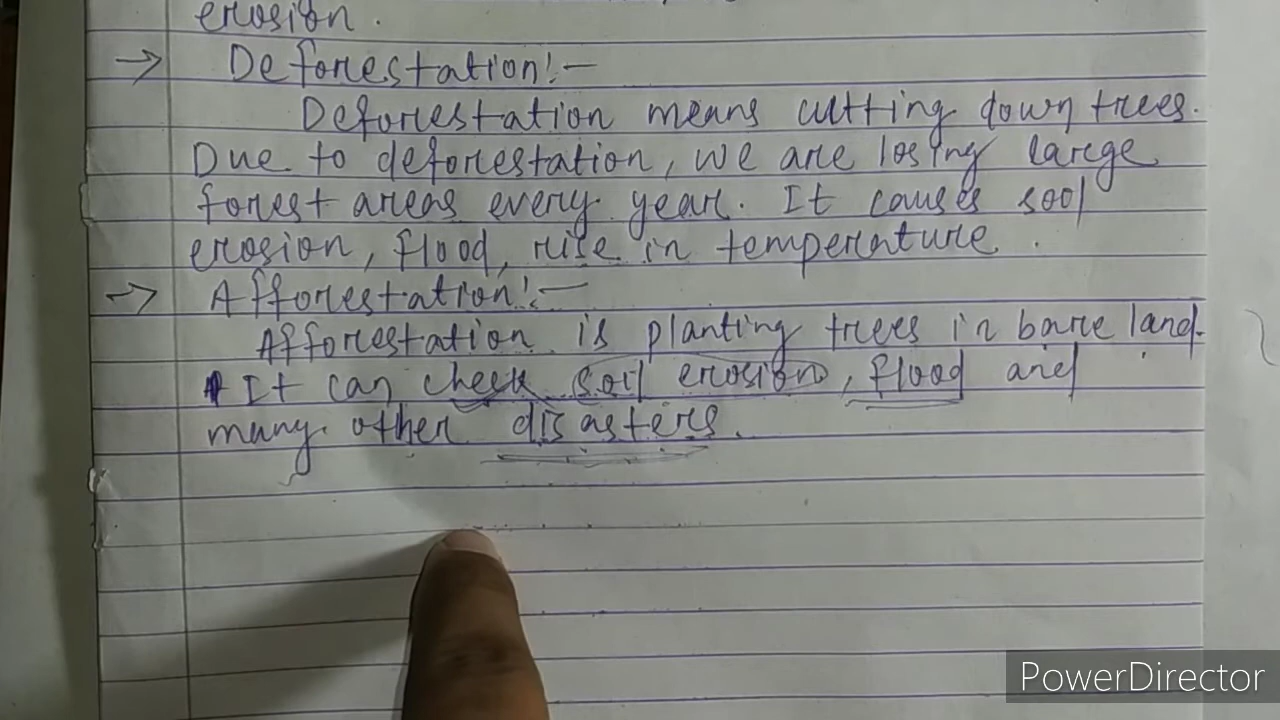 erosion.
→ Deforestation:-
Deforestation means cutting down trees.
Due to deforestation, we are losing large
forest areas every year. It causes soil
erosion, flood, rise in temperature.
→ Afforestation:-
Afforestation is planting trees in bare land.
It can check soil erosion, flood and
many other disasters.
PowerDirector